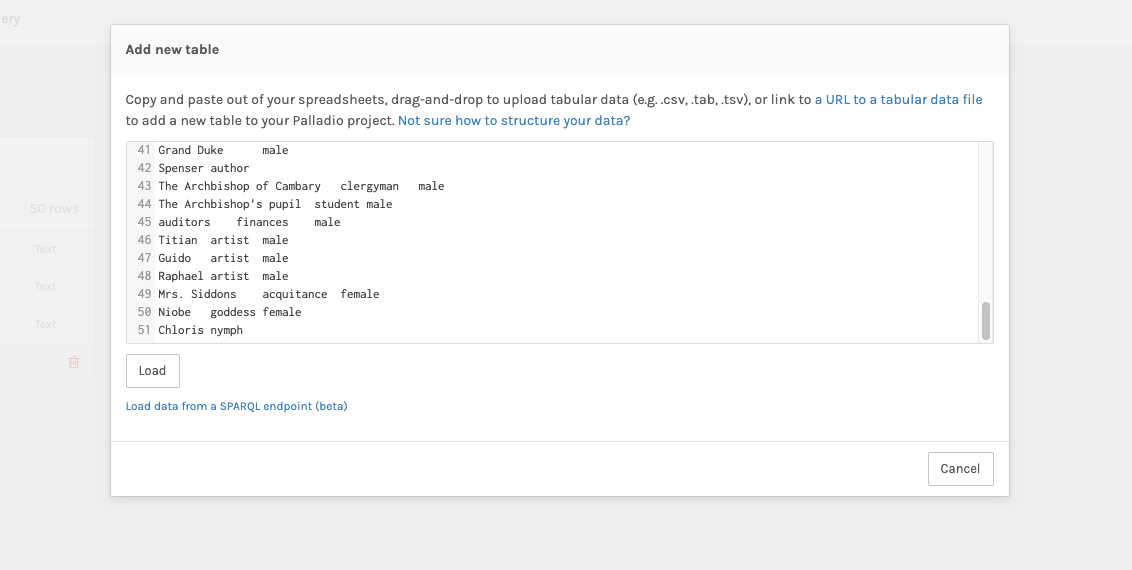 ery
Add new table
Copy and paste out of your spreadsheets, drag-and-drop to upload tabular data (e.g. .csv, .tab, .tsv), or link to a URL to a tabular data file
to add a new table to your Palladio project. Not sure how to structure your data?
41 Grand Duke male
42 Spenser author
43 The Archbishop of Cambary clergyman male
44 The Archbishop's pupil student male
45 auditors finances male
46 Titian artist male
47 Guido artist male
48 Raphael artist male
49 Mrs. Siddons acquitance female
50 Niobe goddess female
51 Chloris nymph
50 rows
Text
Text
Text
Load
Load data from a SPARQL endpoint (beta)
Cancel